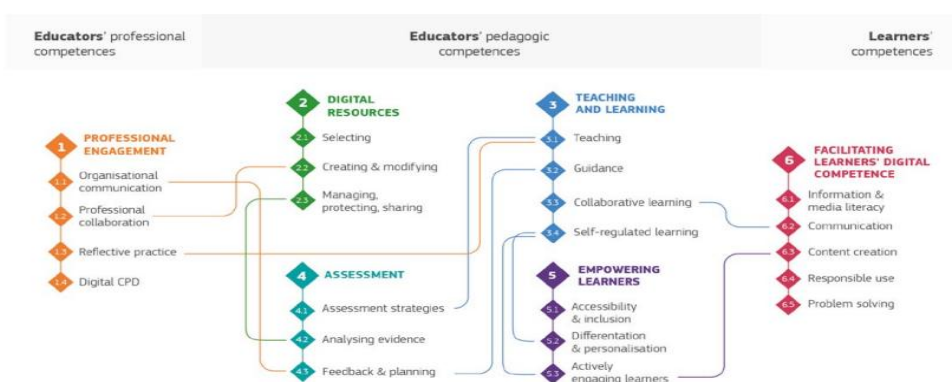 Educators' professional
competences
Educators' pedagogic
competences
Learners'
competences
1
PROFESSIONAL
ENGAGEMENT
1.1
Organisational
communication
1.2
Professional
collaboration
1.3
Reflective practice
1.4
Digital CPD
2
DIGITAL
RESOURCES
2.1
Selecting
2.2
Creating & modifying
2.3
Managing,
protecting, sharing
4
ASSESSMENT
4.1
Assessment strategies
4.2
Analysing evidence
4.3
Feedback & planning
3
TEACHING
AND LEARNING
3.1
Teaching
3.2
Guidance
3.3
Collaborative learning
3.4
Self-regulated learning
5
EMPOWERING
LEARNERS
5.1
Accessibility
& inclusion
5.2
Differentation
& personalisation
5.3
Actively
engaging learners
6
FACILITATING
LEARNERS' DIGITAL
COMPETENCE
6.1
Information &
media literacy
6.2
Communication
6.3
Content creation
6.4
Responsible use
6.5
Problem solving